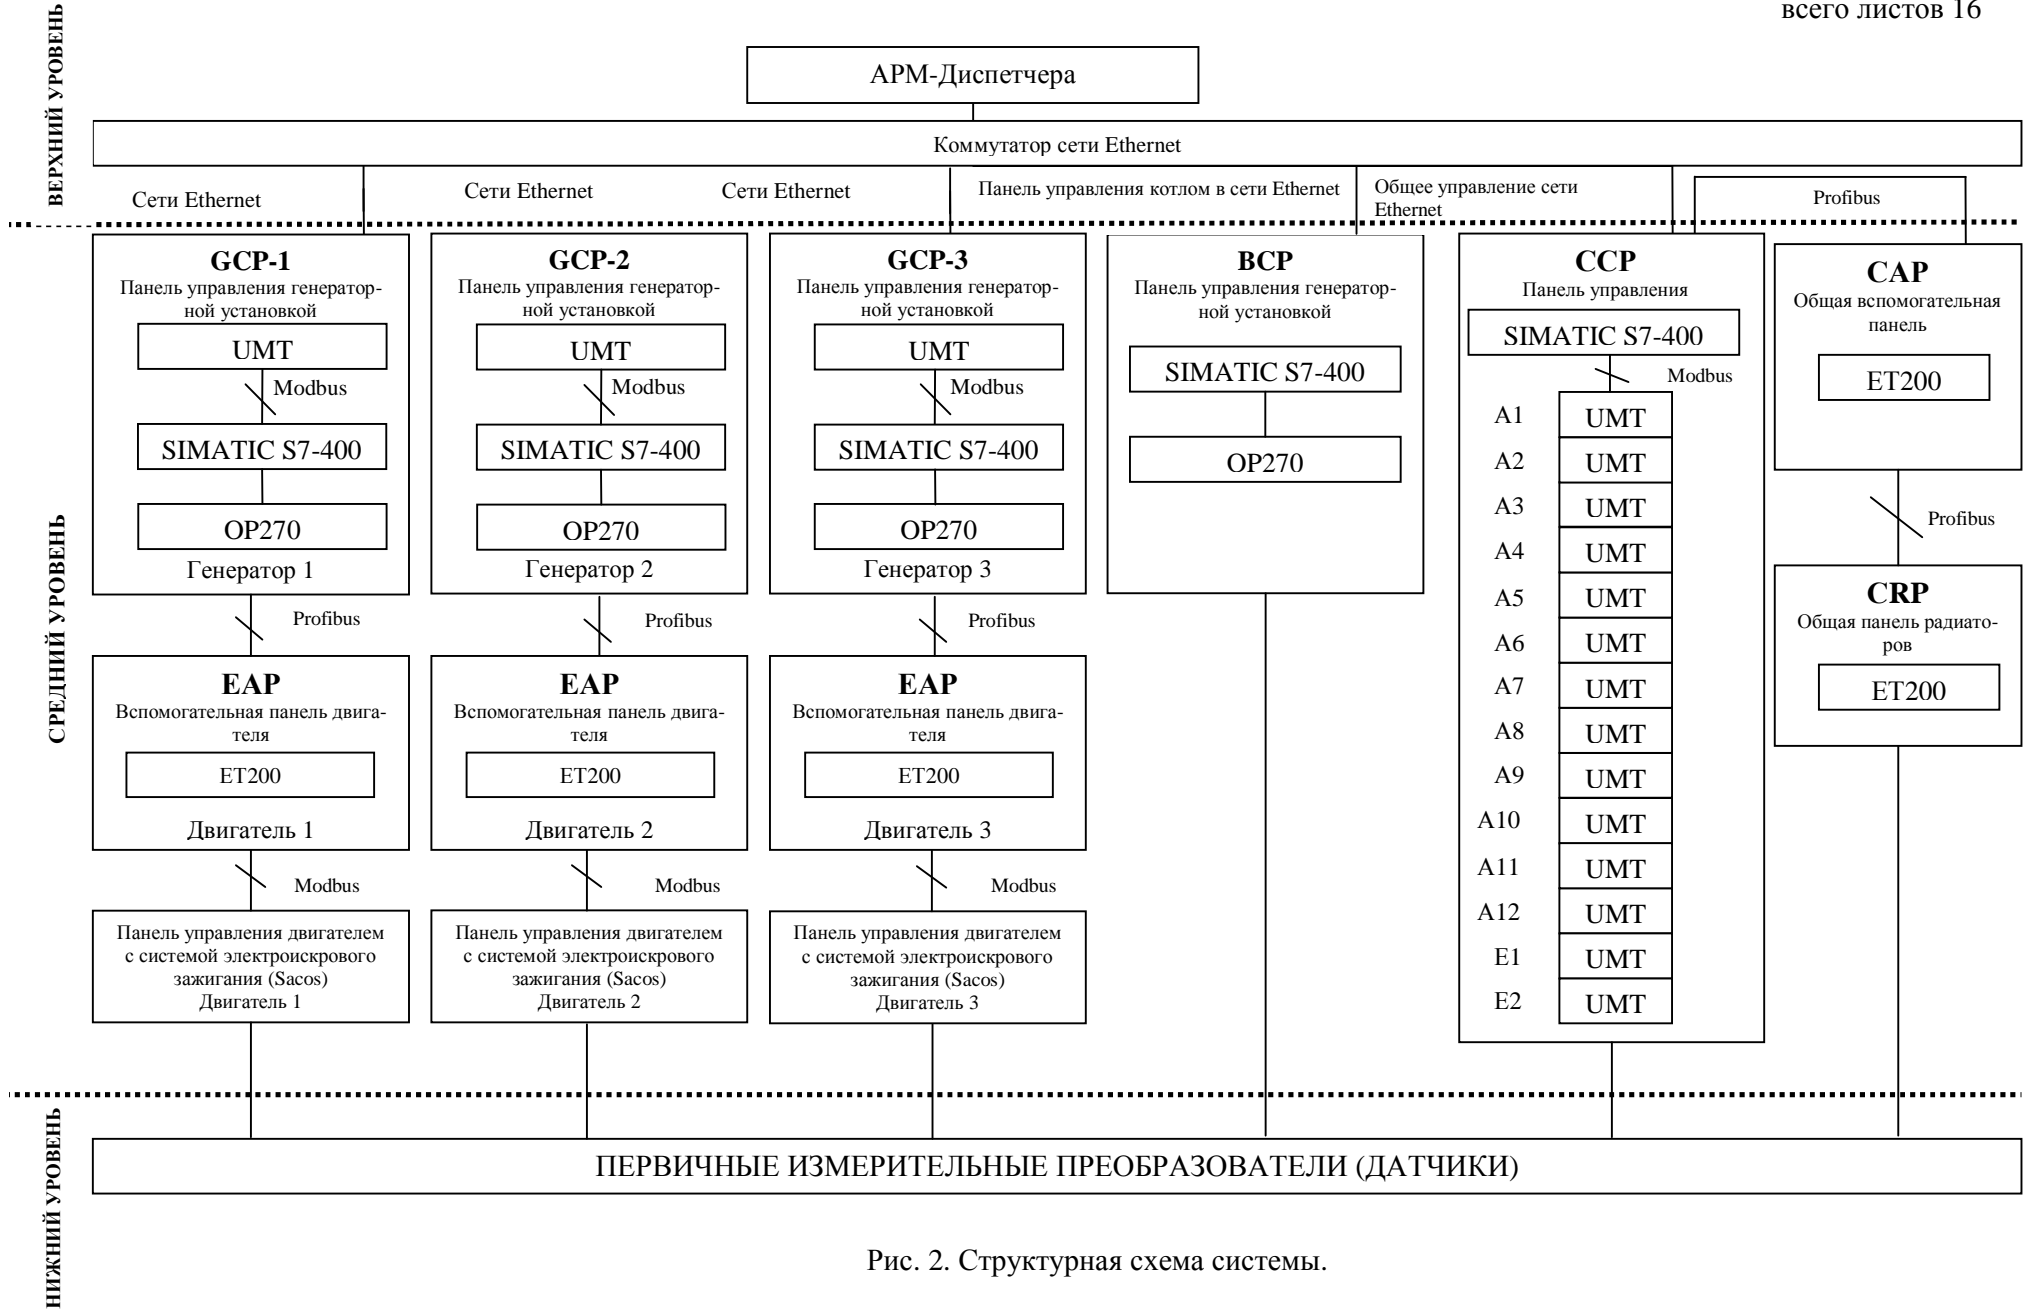 всего листов 16
ВЕРХНИЙ УРОВЕНЬ
АРМ-Диспетчера
Коммутатор сети Ethernet
Сети Ethernet
Сети Ethernet
Сети Ethernet
Панель управления котлом в сети Ethernet
Общее управление сети
Ethernet
Profibus
СРЕДНИЙ УРОВЕНЬ
GCP-1
Панель управления генератор-
ной установкой
UMT
Modbus
SIMATIC S7-400
OP270
Генератор 1
Profibus
EAP
Вспомогательная панель двига-
теля
ET200
Двигатель 1
Modbus
Панель управления двигателем
с системой электроискрового
зажигания (Sacos)
Двигатель 1
GCP-2
Панель управления генератор-
ной установкой
UMT
Modbus
SIMATIC S7-400
OP270
Генератор 2
Profibus
EAP
Вспомогательная панель двига-
теля
ET200
Двигатель 2
Modbus
Панель управления двигателем
с системой электроискрового
зажигания (Sacos)
Двигатель 2
GCP-3
Панель управления генератор-
ной установкой
UMT
Modbus
SIMATIC S7-400
OP270
Генератор 3
Profibus
EAP
Вспомогательная панель двига-
теля
ET200
Двигатель 3
Modbus
Панель управления двигателем
с системой электроискрового
зажигания (Sacos)
Двигатель 3
BCP
Панель управления генератор-
ной установкой
SIMATIC S7-400
OP270
CCP
Панель управления
SIMATIC S7-400
Modbus
A1 UMT
A2 UMT
A3 UMT
A4 UMT
A5 UMT
A6 UMT
A7 UMT
A8 UMT
A9 UMT
A10 UMT
A11 UMT
A12 UMT
E1 UMT
E2 UMT
CAP
Общая вспомогательная
панель
ET200
Profibus
CRP
Общая панель радиато-
ров
ET200
НИЖНИЙ УРОВЕНЬ
ПЕРВИЧНЫЕ ИЗМЕРИТЕЛЬНЫЕ ПРЕОБРАЗОВАТЕЛИ (ДАТЧИКИ)
Рис. 2. Структурная схема системы.